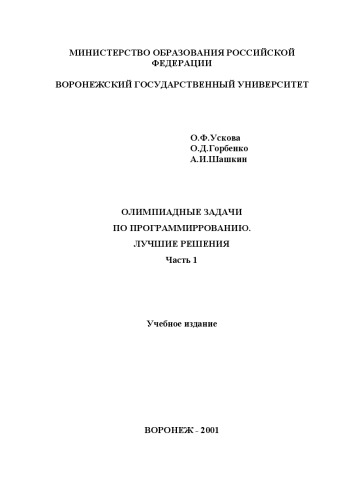 МИНИСТЕРСТВО ОБРАЗОВАНИЯ РОССИЙСКОЙ
ФЕДЕРАЦИИ
ВОРОНЕЖСКИЙ ГОСУДАРСТВЕННЫЙ УНИВЕРСИТЕТ
О.Ф.Ускова
О.Д.Горбенко
А.И.Шашкин
ОЛИМПИАДНЫЕ ЗАДАЧИ
ПО ПРОГРАММИРРОВАНИЮ.
ЛУЧШИЕ РЕШЕНИЯ
Часть 1
Учебное издание
ВОРОНЕЖ - 2001